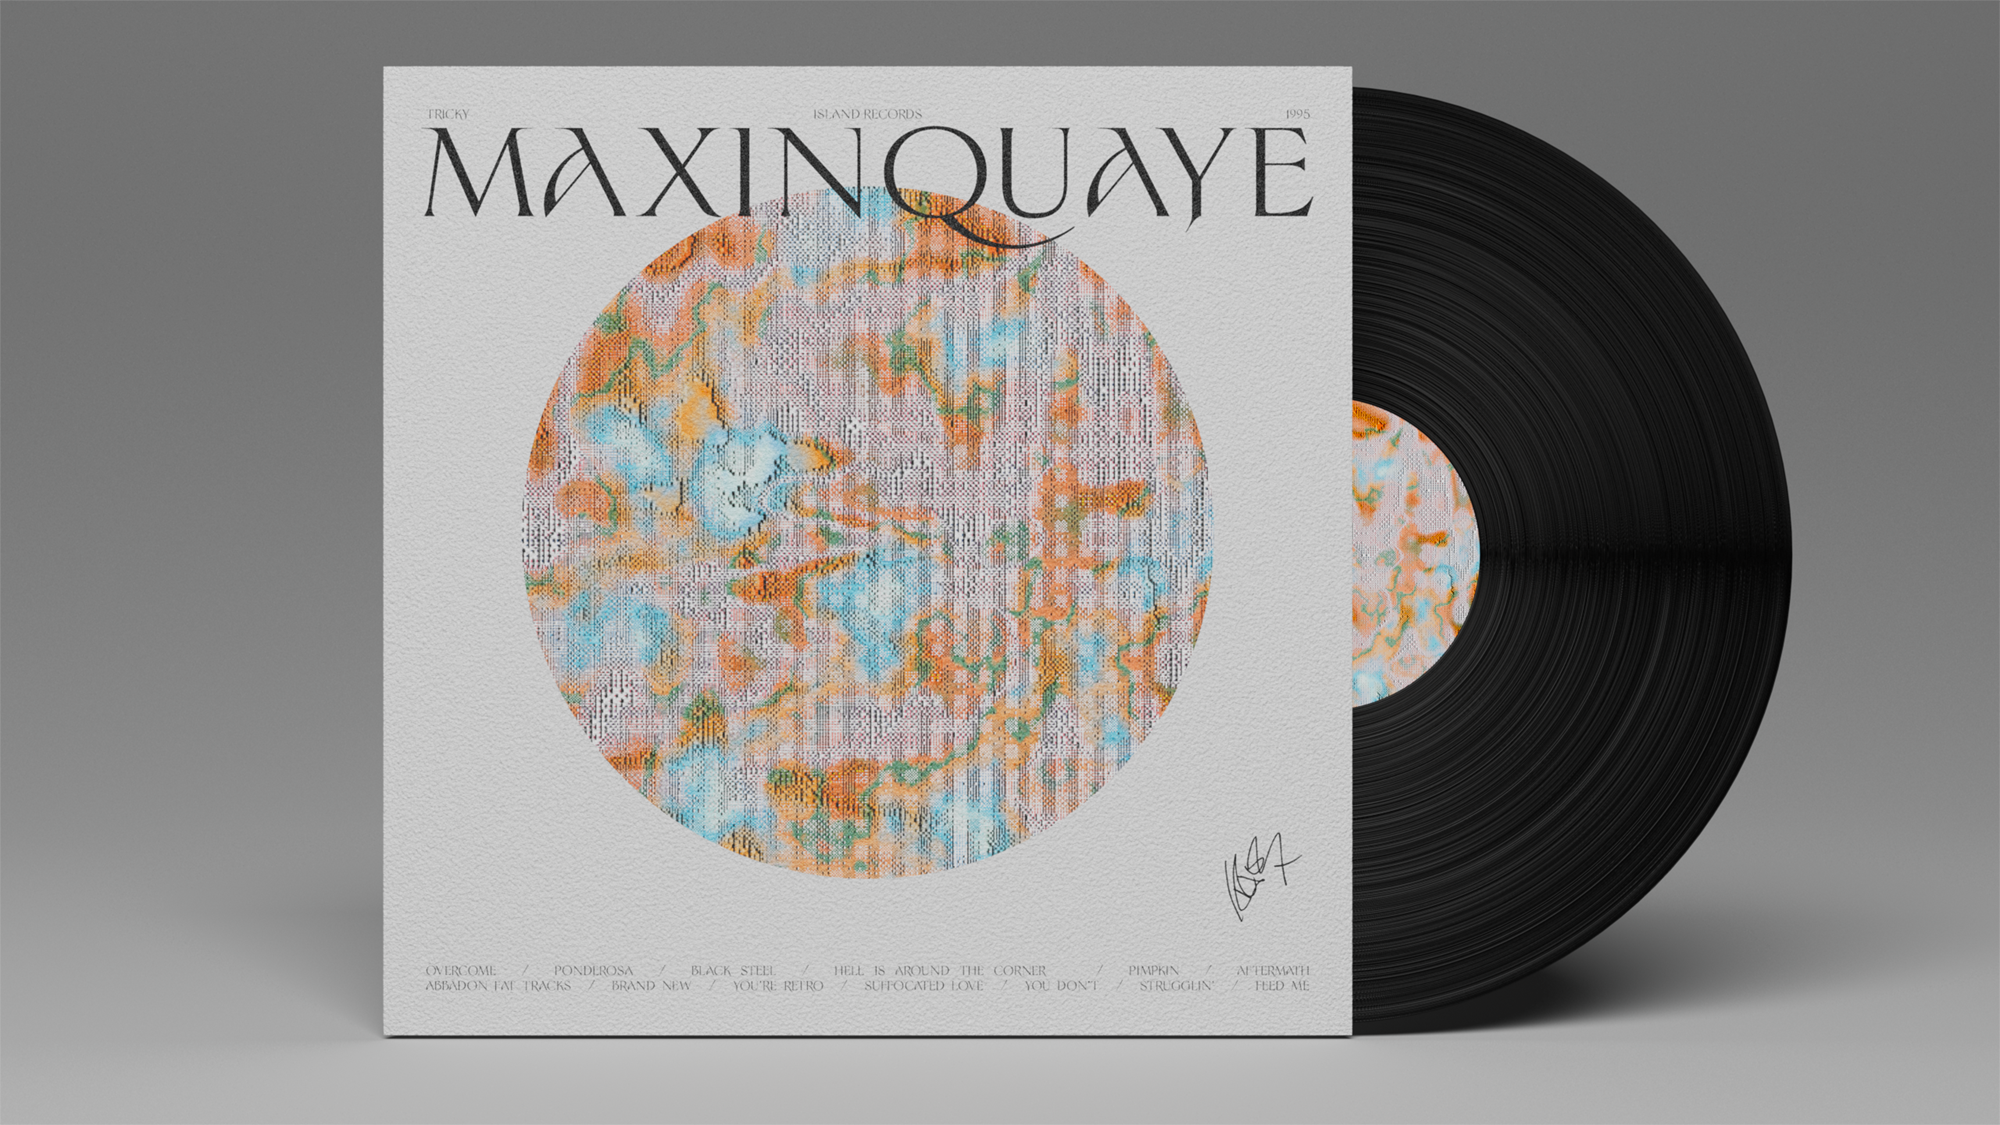 TRICKY ISLAND RECORDS 1995
MAXINQUAYE
OVERCOME / PONDEROSA / BLACK STEEL / HELL IS AROUND THE CORNER / PUMPKIN / AFTERMATH
ABBADON FAT TRACKS / BRAND NEW / YOU'RE RETRO / SUFFOCATED LOVE / YOU DON'T / STRUGGLIN' / FEED ME